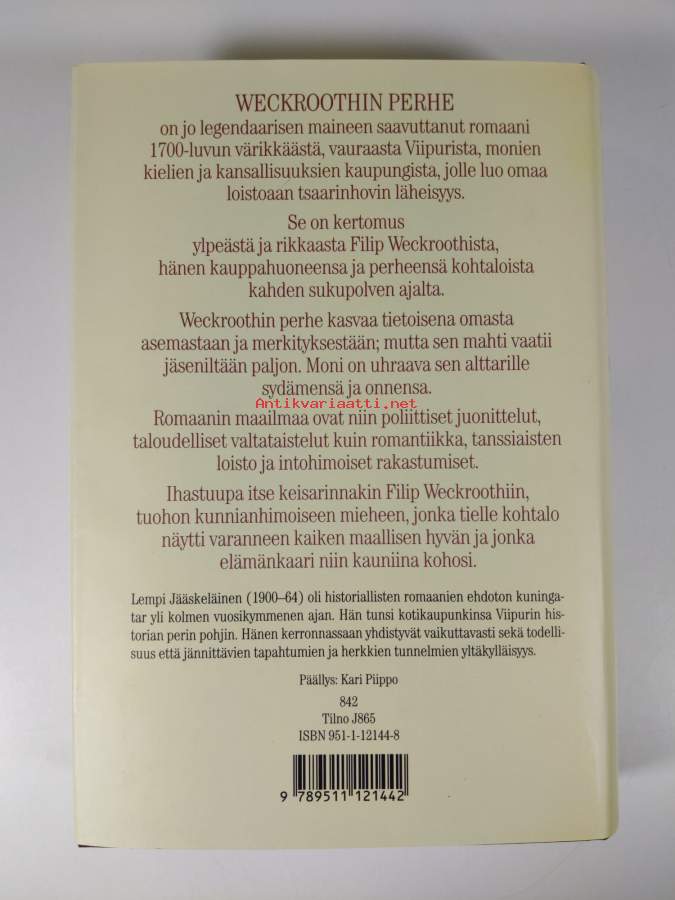 WECKROOTHIN PERHE
on jo legendaarisen maineen saavuttanut romaani
1700-luvun värikkäästä, vauraasta Viipurista, monien
kielien ja kansallisuuksien kaupungista, jolle luo omaa
loistoaan tsaarinhovin läheisyys.
Se on kertomus
ylpeästä ja rikkaasta Filip Weckroothista,
hänen kauppahuoneensa ja perheensä kohtaloista
kahden sukupolven ajalta.
Weckroothin perhe kasvaa tietoisena omasta
asemastaan ja merkityksestään; mutta sen mahti vaatii
jäseniltään paljon. Moni on uhraava sen alttarille
sydämensä ja onnensa.
Antikvariaatti.net
Romaanin maailmaa ovat niin poliittiset juonittelut,
taloudelliset valtataistelut kuin romantiikka, tanssiaisten
loisto ja intohimoiset rakastumiset.
Ihastuupa itse keisarinnakin Filip Weckroothiin,
tuohon kunnianhimoiseen mieheen, jonka tielle kohtalo
näytti varanneen kaiken maallisen hyvän ja jonka
elämänkaari niin kauniina kohosi.
Lempi Jääskeläinen (1900–64) oli historiallisten romaanien ehdoton kuninga-
tar yli kolmen vuosikymmenen ajan. Hän tunsi kotikaupunkinsa Viipurin his-
torian perin pohjin. Hänen kerronnassaan yhdistyvät vaikuttavasti sekä todelli-
suus että jännittävien tapahtumien ja herkkien tunnelmien yltäkylläisyys.
Päällys: Kari Piippo
842
Tilno J865
ISBN 951-1-12144-8
9 789511 121442